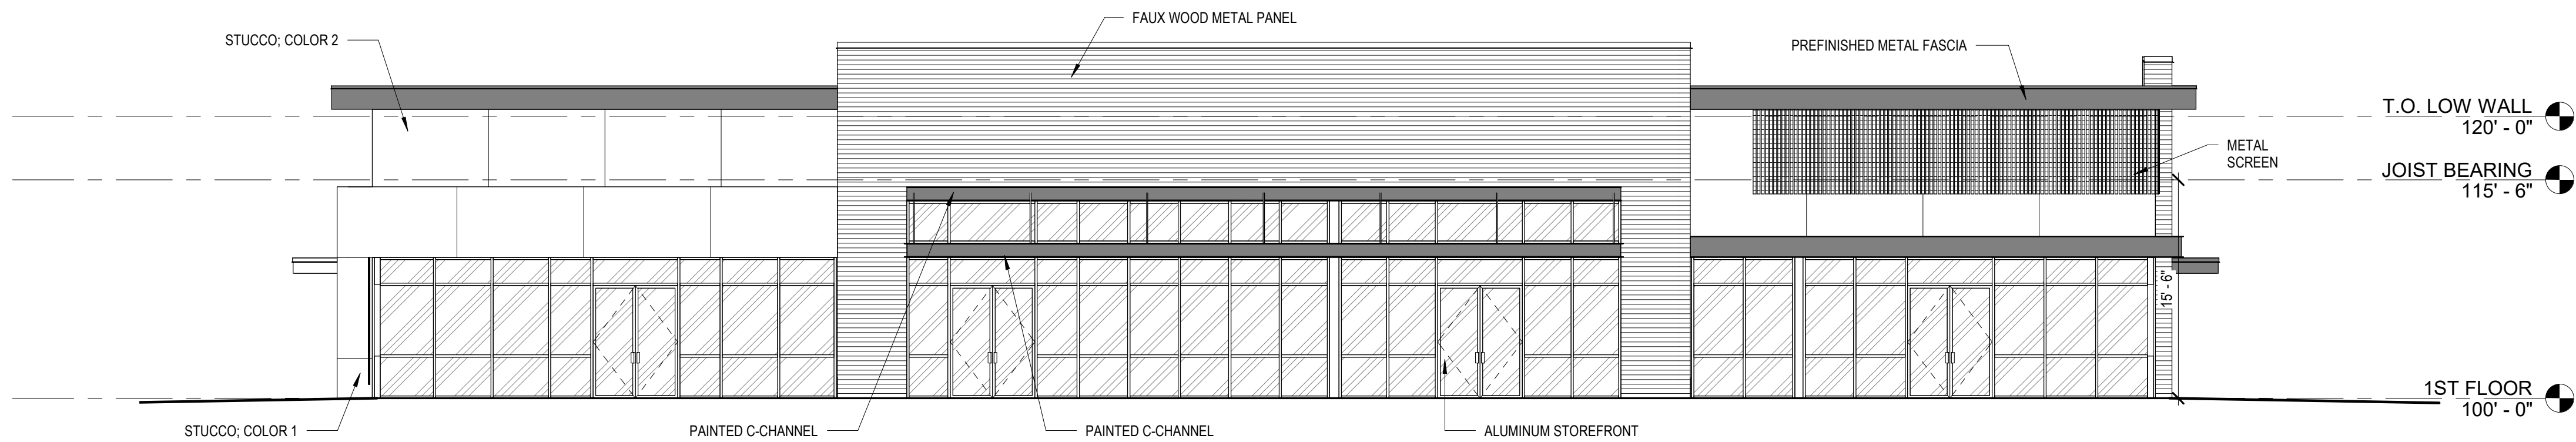 FAUX WOOD METAL PANEL
STUCCO; COLOR 2
PREFINISHED METAL FASCIA
T.O. LOW WALL
120' - 0"
METAL
SCREEN
JOIST BEARING
115' - 6"
15' - 6"
1ST FLOOR
100' - 0"
STUCCO; COLOR 1
PAINTED C-CHANNEL
PAINTED C-CHANNEL
ALUMINUM STOREFRONT